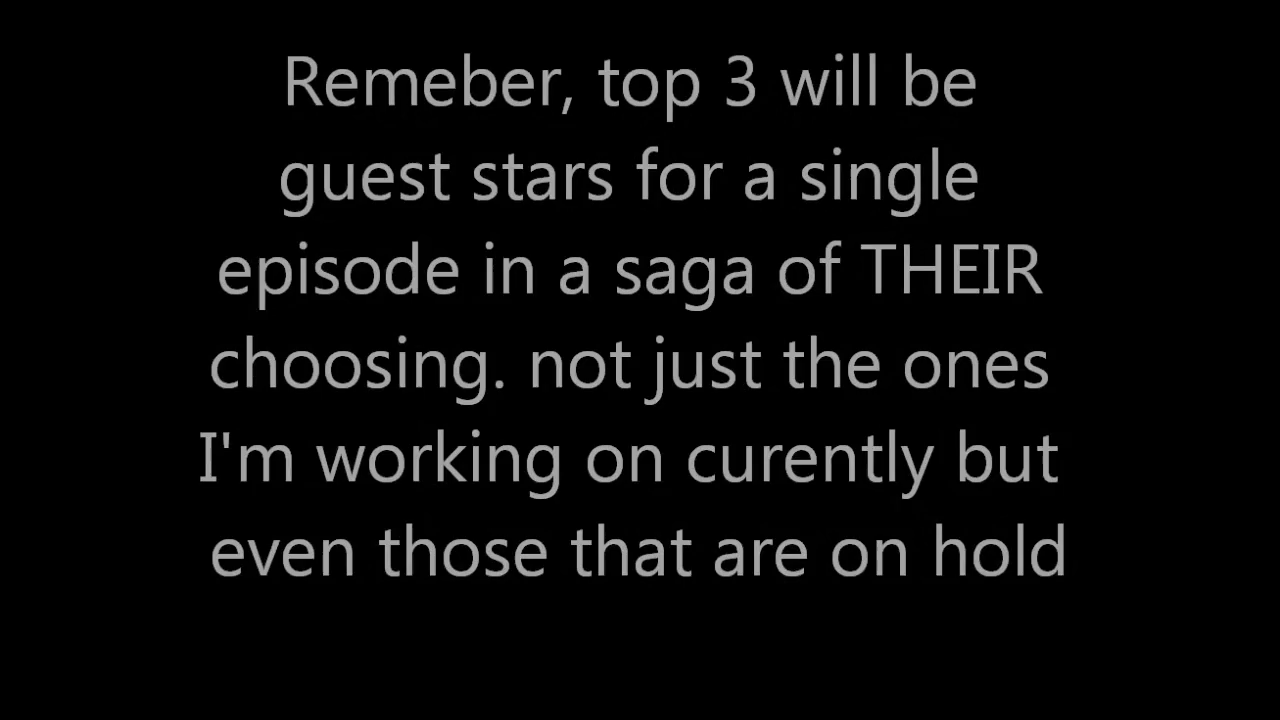 Remeber, top 3 will be
guest stars for a single
episode in a saga of THEIR
choosing. not just the ones
I'm working on curently but
even those that are on hold